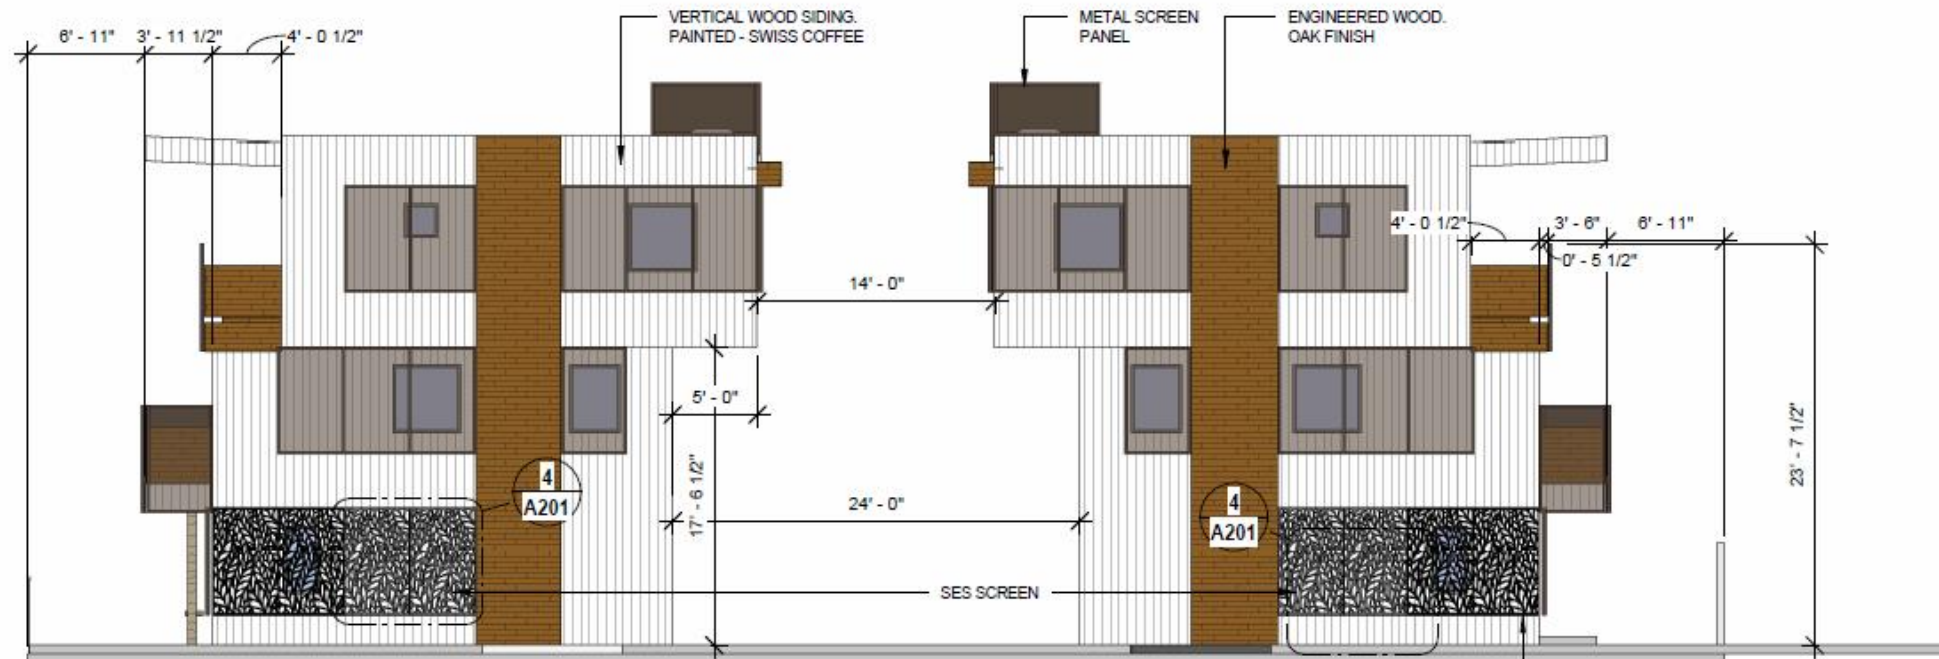 VERTICAL WOOD SIDING.
PAINTED - SWISS COFFEE
METAL SCREEN
PANEL
ENGINEERED WOOD.
OAK FINISH
6' - 11"
3' - 11 1/2"
4' - 0 1/2"
4' - 0 1/2"
3' - 6"
6' - 11"
0' - 5 1/2"
14' - 0"
5' - 0"
17' - 6 1/2"
24' - 0"
23' - 7 1/2"
4
A201
4
A201
SES SCREEN